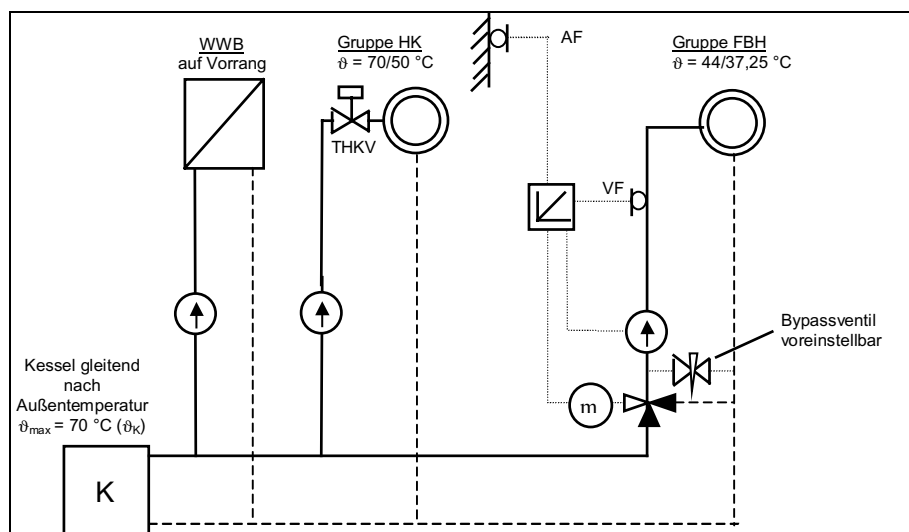 WWB
auf Vorrang
Gruppe HK
ϑ = 70/50 °C
THKV
AF
Gruppe FBH
ϑ = 44/37,25 °C
VF
Bypassventil
voreinstellbar
m
Kessel gleitend
nach
Außentemperatur
ϑmax = 70 °C (ϑK)
K